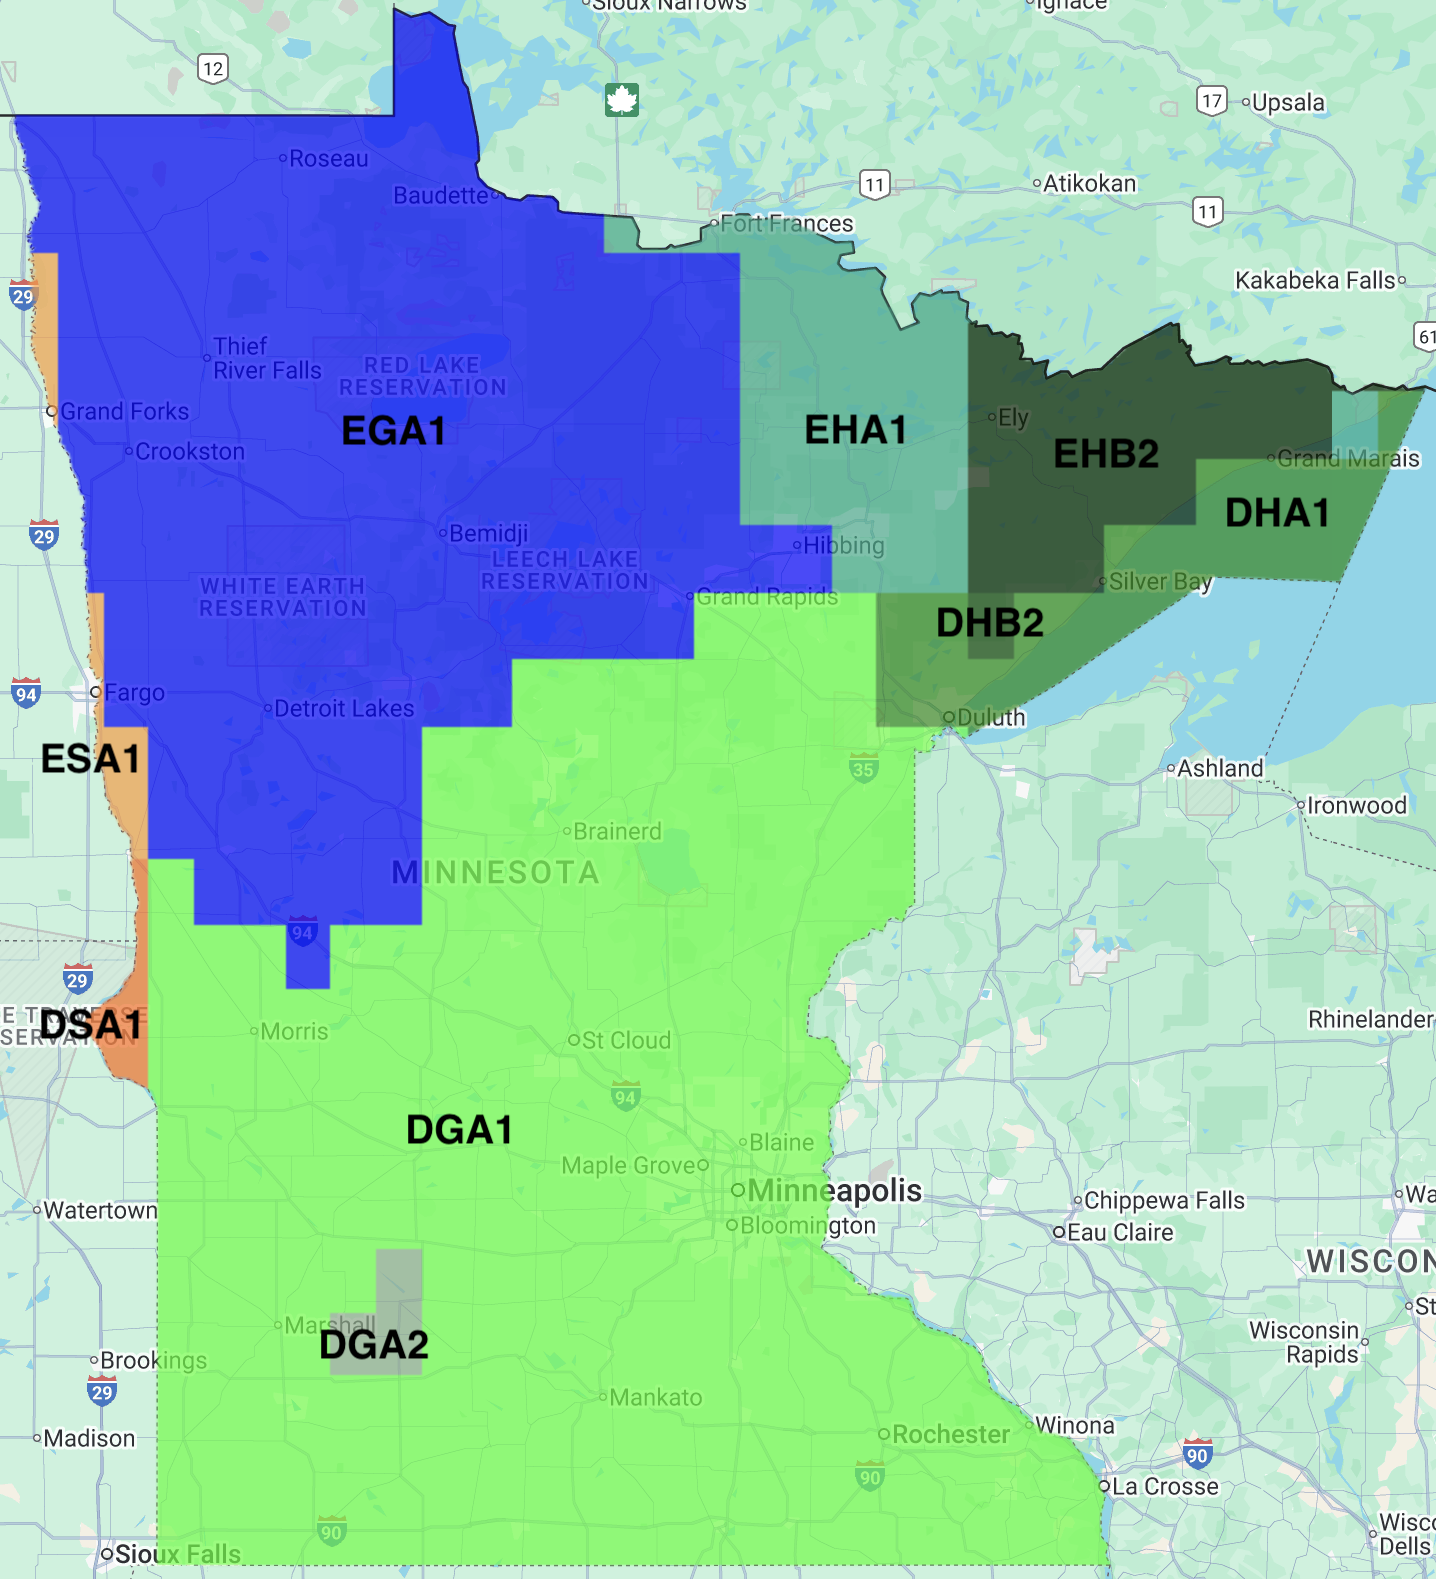 Sioux Narrows
Ignace
12
17
Upsala
11
Atikokan
11
Roseau
Baudette
Fort Frances
Kakabeka Falls
29
61
Thief
River Falls
RED LAKE
RESERVATION
Grand Forks
EGA1
EHA1
Ely
EHB2
Grand Marais
Crookston
DHA1
29
Bemidji
Hibbing
LEECH LAKE
RESERVATION
Silver Bay
WHITE EARTH
RESERVATION
Grand Rapids
DHB2
94
Fargo
Detroit Lakes
Duluth
ESA1
35
Ashland
Ironwood
Brainerd
MINNESOTA
94
29
E TRAVERSE
SERVATION
DSA1
Morris
St Cloud
Rhinelander
94
DGA1
Blaine
Maple Grove
Minneapolis
Bloomington
Watertown
Chippewa Falls
Wa
Eau Claire
WISCON
St
Marshall
DGA2
Wisconsin
Rapids
Brookings
29
Mankato
Madison
Winona
Rochester
90
90
La Crosse
90
Wisco
Dells
Sioux Falls